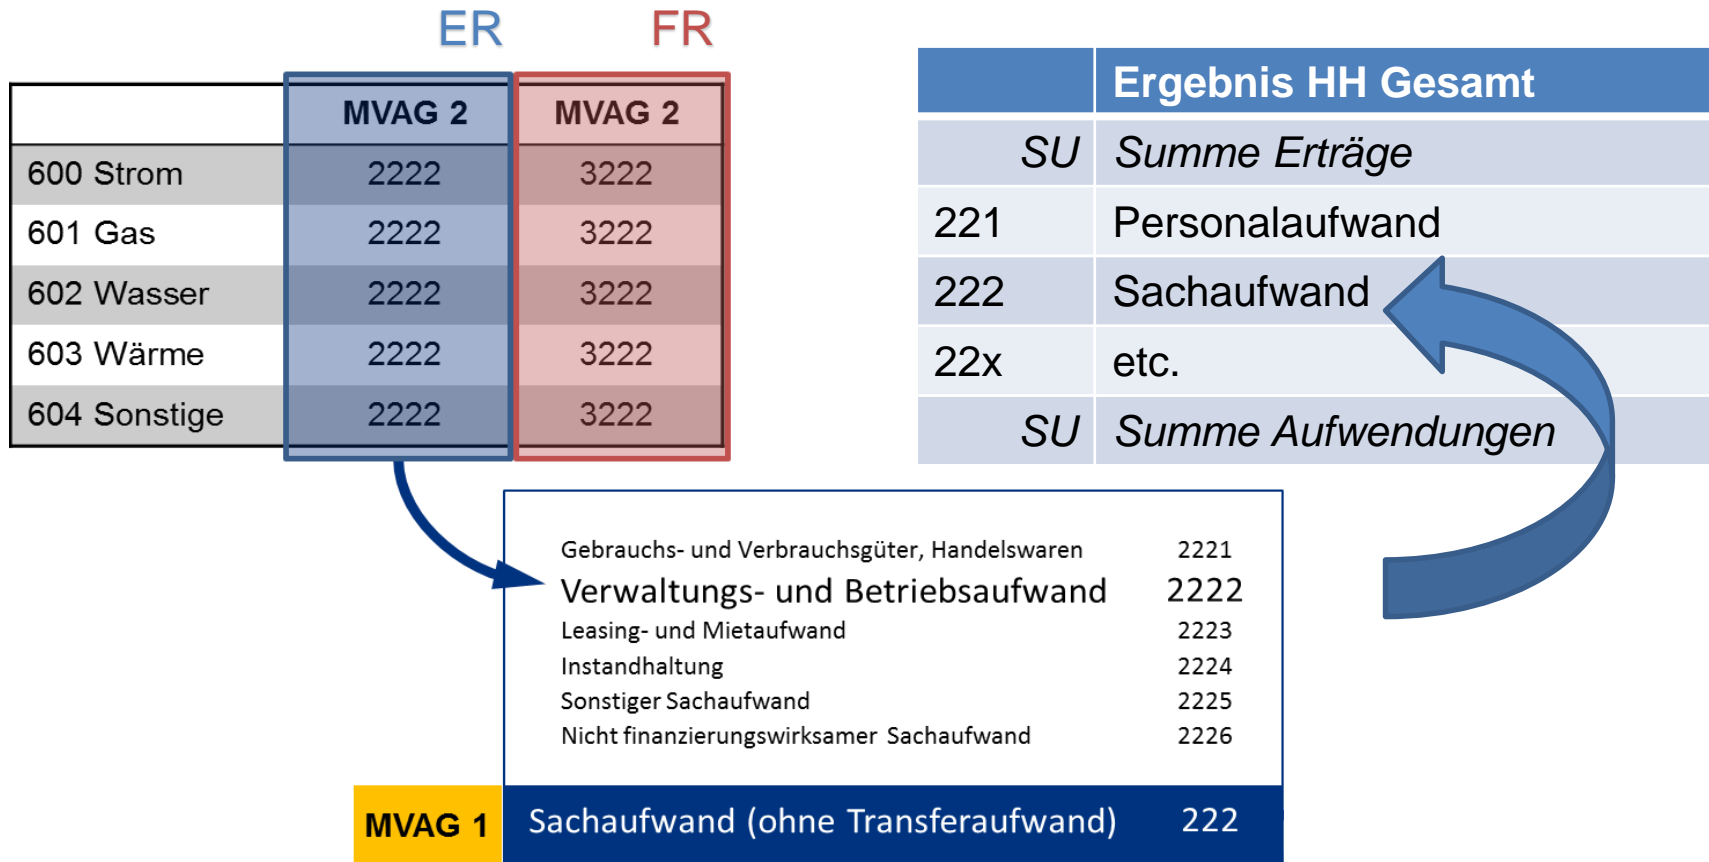 ER FR
MVAG 2 MVAG 2
600 Strom 2222 3222
601 Gas 2222 3222
602 Wasser 2222 3222
603 Wärme 2222 3222
604 Sonstige 2222 3222
Ergebnis HH Gesamt
SU Summe Erträge
221 Personalaufwand
222 Sachaufwand
22x etc.
SU Summe Aufwendungen
Gebrauchs- und Verbrauchsgüter, Handelswaren 2221
Verwaltungs- und Betriebsaufwand 2222
Leasing- und Mietaufwand 2223
Instandhaltung 2224
Sonstiger Sachaufwand 2225
Nicht finanzierungswirksamer Sachaufwand 2226
MVAG 1 Sachaufwand (ohne Transferaufwand) 222